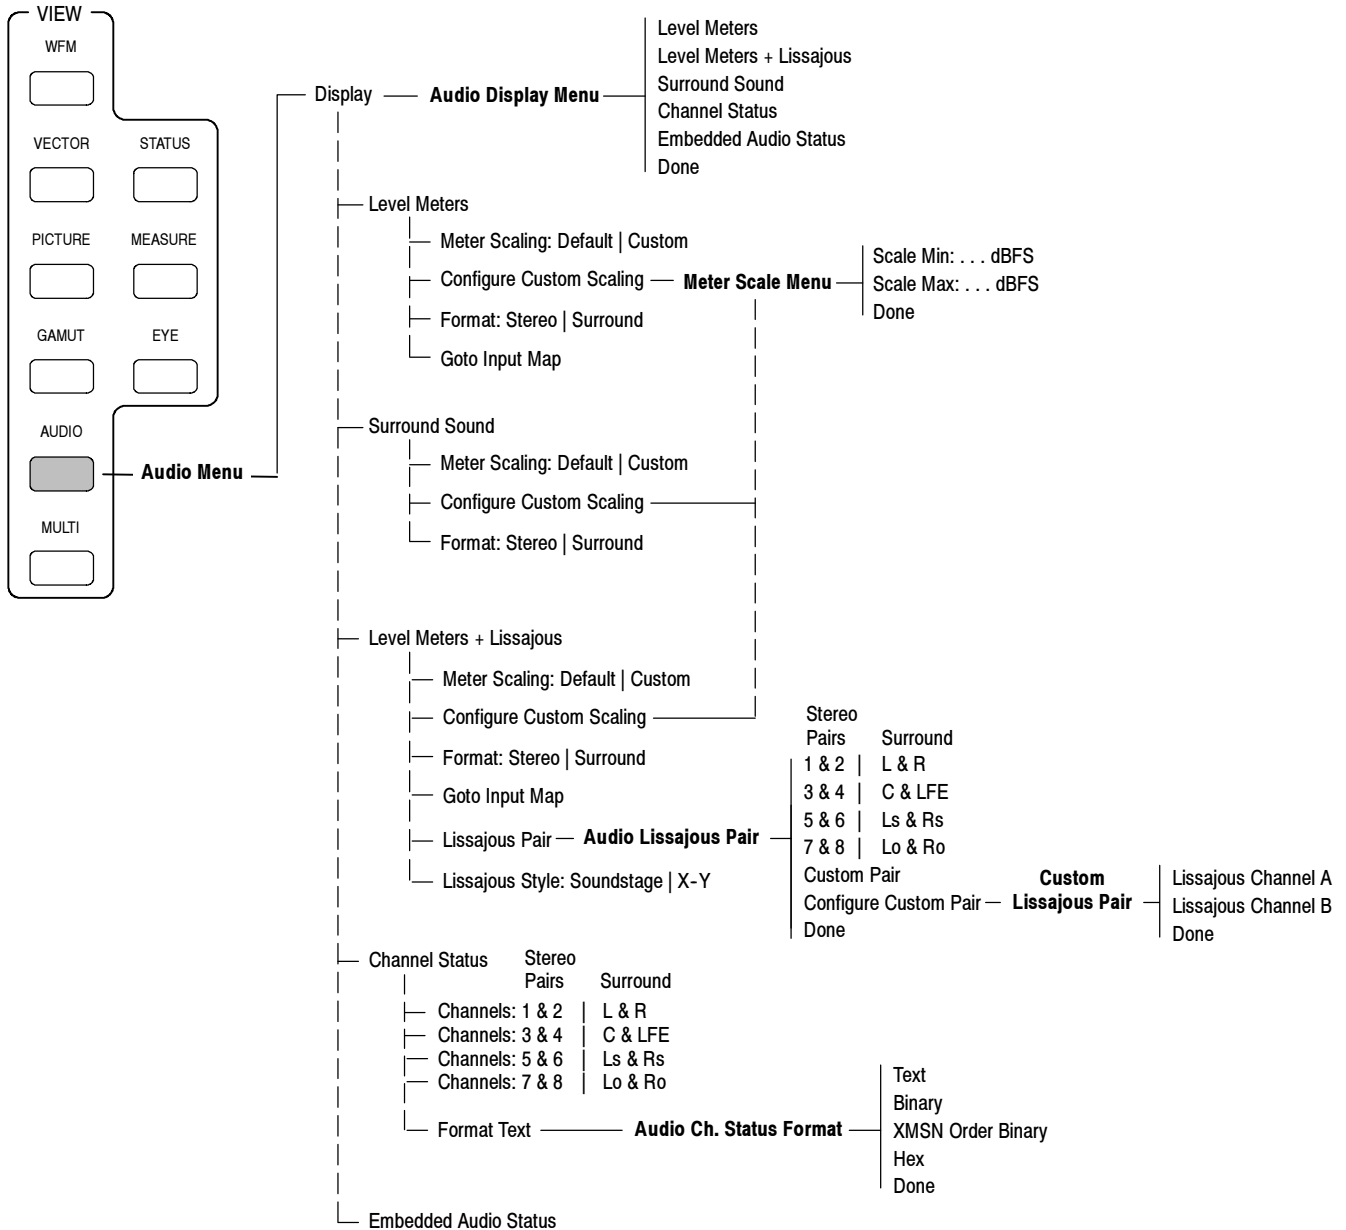 VIEW
WFM
VECTOR
STATUS
PICTURE
MEASURE
GAMUT
EYE
AUDIO
MULTI
Audio Menu
Display
Audio Display Menu
Level Meters
Level Meters + Lissajous
Surround Sound
Channel Status
Embedded Audio Status
Done
Level Meters
Meter Scaling: Default | Custom
Configure Custom Scaling
Meter Scale Menu
Scale Min: . . . dBFS
Scale Max: . . . dBFS
Done
Format: Stereo | Surround
Goto Input Map
Surround Sound
Meter Scaling: Default | Custom
Configure Custom Scaling
Format: Stereo | Surround
Level Meters + Lissajous
Meter Scaling: Default | Custom
Configure Custom Scaling
Format: Stereo | Surround
Goto Input Map
Lissajous Pair
Audio Lissajous Pair
Stereo
Pairs Surround
1 & 2 | L & R
3 & 4 | C & LFE
5 & 6 | Ls & Rs
7 & 8 | Lo & Ro
Custom Pair
Configure Custom Pair
Done
Custom
Lissajous Pair
Lissajous Channel A
Lissajous Channel B
Done
Lissajous Style: Soundstage | X-Y
Channel Status
Stereo
Pairs Surround
Channels: 1 & 2 | L & R
Channels: 3 & 4 | C & LFE
Channels: 5 & 6 | Ls & Rs
Channels: 7 & 8 | Lo & Ro
Format Text
Audio Ch. Status Format
Text
Binary
XMSN Order Binary
Hex
Done
Embedded Audio Status